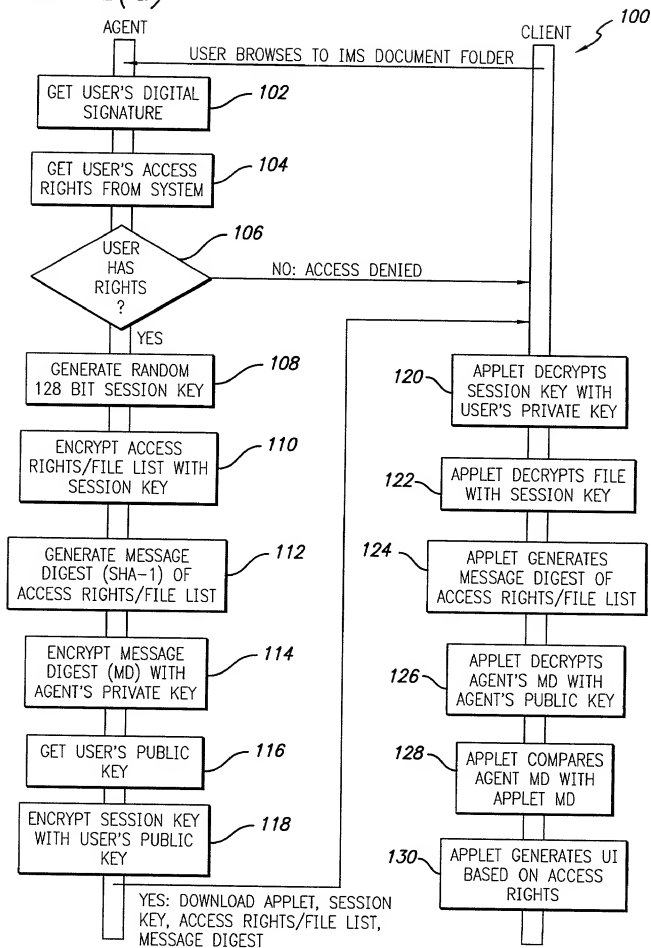 AGENT
CLIENT
100
USER BROWSES TO IMS DOCUMENT FOLDER
GET USER'S DIGITAL
SIGNATURE
102
GET USER'S ACCESS
RIGHTS FROM SYSTEM
104
USER
HAS
RIGHTS
?
106
NO: ACCESS DENIED
YES
GENERATE RANDOM
128 BIT SESSION KEY
108
ENCRYPT ACCESS
RIGHTS/FILE LIST WITH
SESSION KEY
110
GENERATE MESSAGE
DIGEST (SHA-1) OF
ACCESS RIGHTS/FILE LIST
112
ENCRYPT MESSAGE
DIGEST (MD) WITH
AGENT'S PRIVATE KEY
114
GET USER'S PUBLIC
KEY
116
ENCRYPT SESSION KEY
WITH USER'S PUBLIC
KEY
118
YES: DOWNLOAD APPLET, SESSION
KEY, ACCESS RIGHTS/FILE LIST,
MESSAGE DIGEST
120
APPLET DECRYPTS
SESSION KEY WITH
USER'S PRIVATE KEY
122
APPLET DECRYPTS FILE
WITH SESSION KEY
124
APPLET GENERATES
MESSAGE DIGEST OF
ACCESS RIGHTS/FILE LIST
126
APPLET DECRYPTS
AGENT'S MD WITH
AGENT'S PUBLIC KEY
128
APPLET COMPARES
AGENT MD WITH
APPLET MD
130
APPLET GENERATES UI
BASED ON ACCESS
RIGHTS